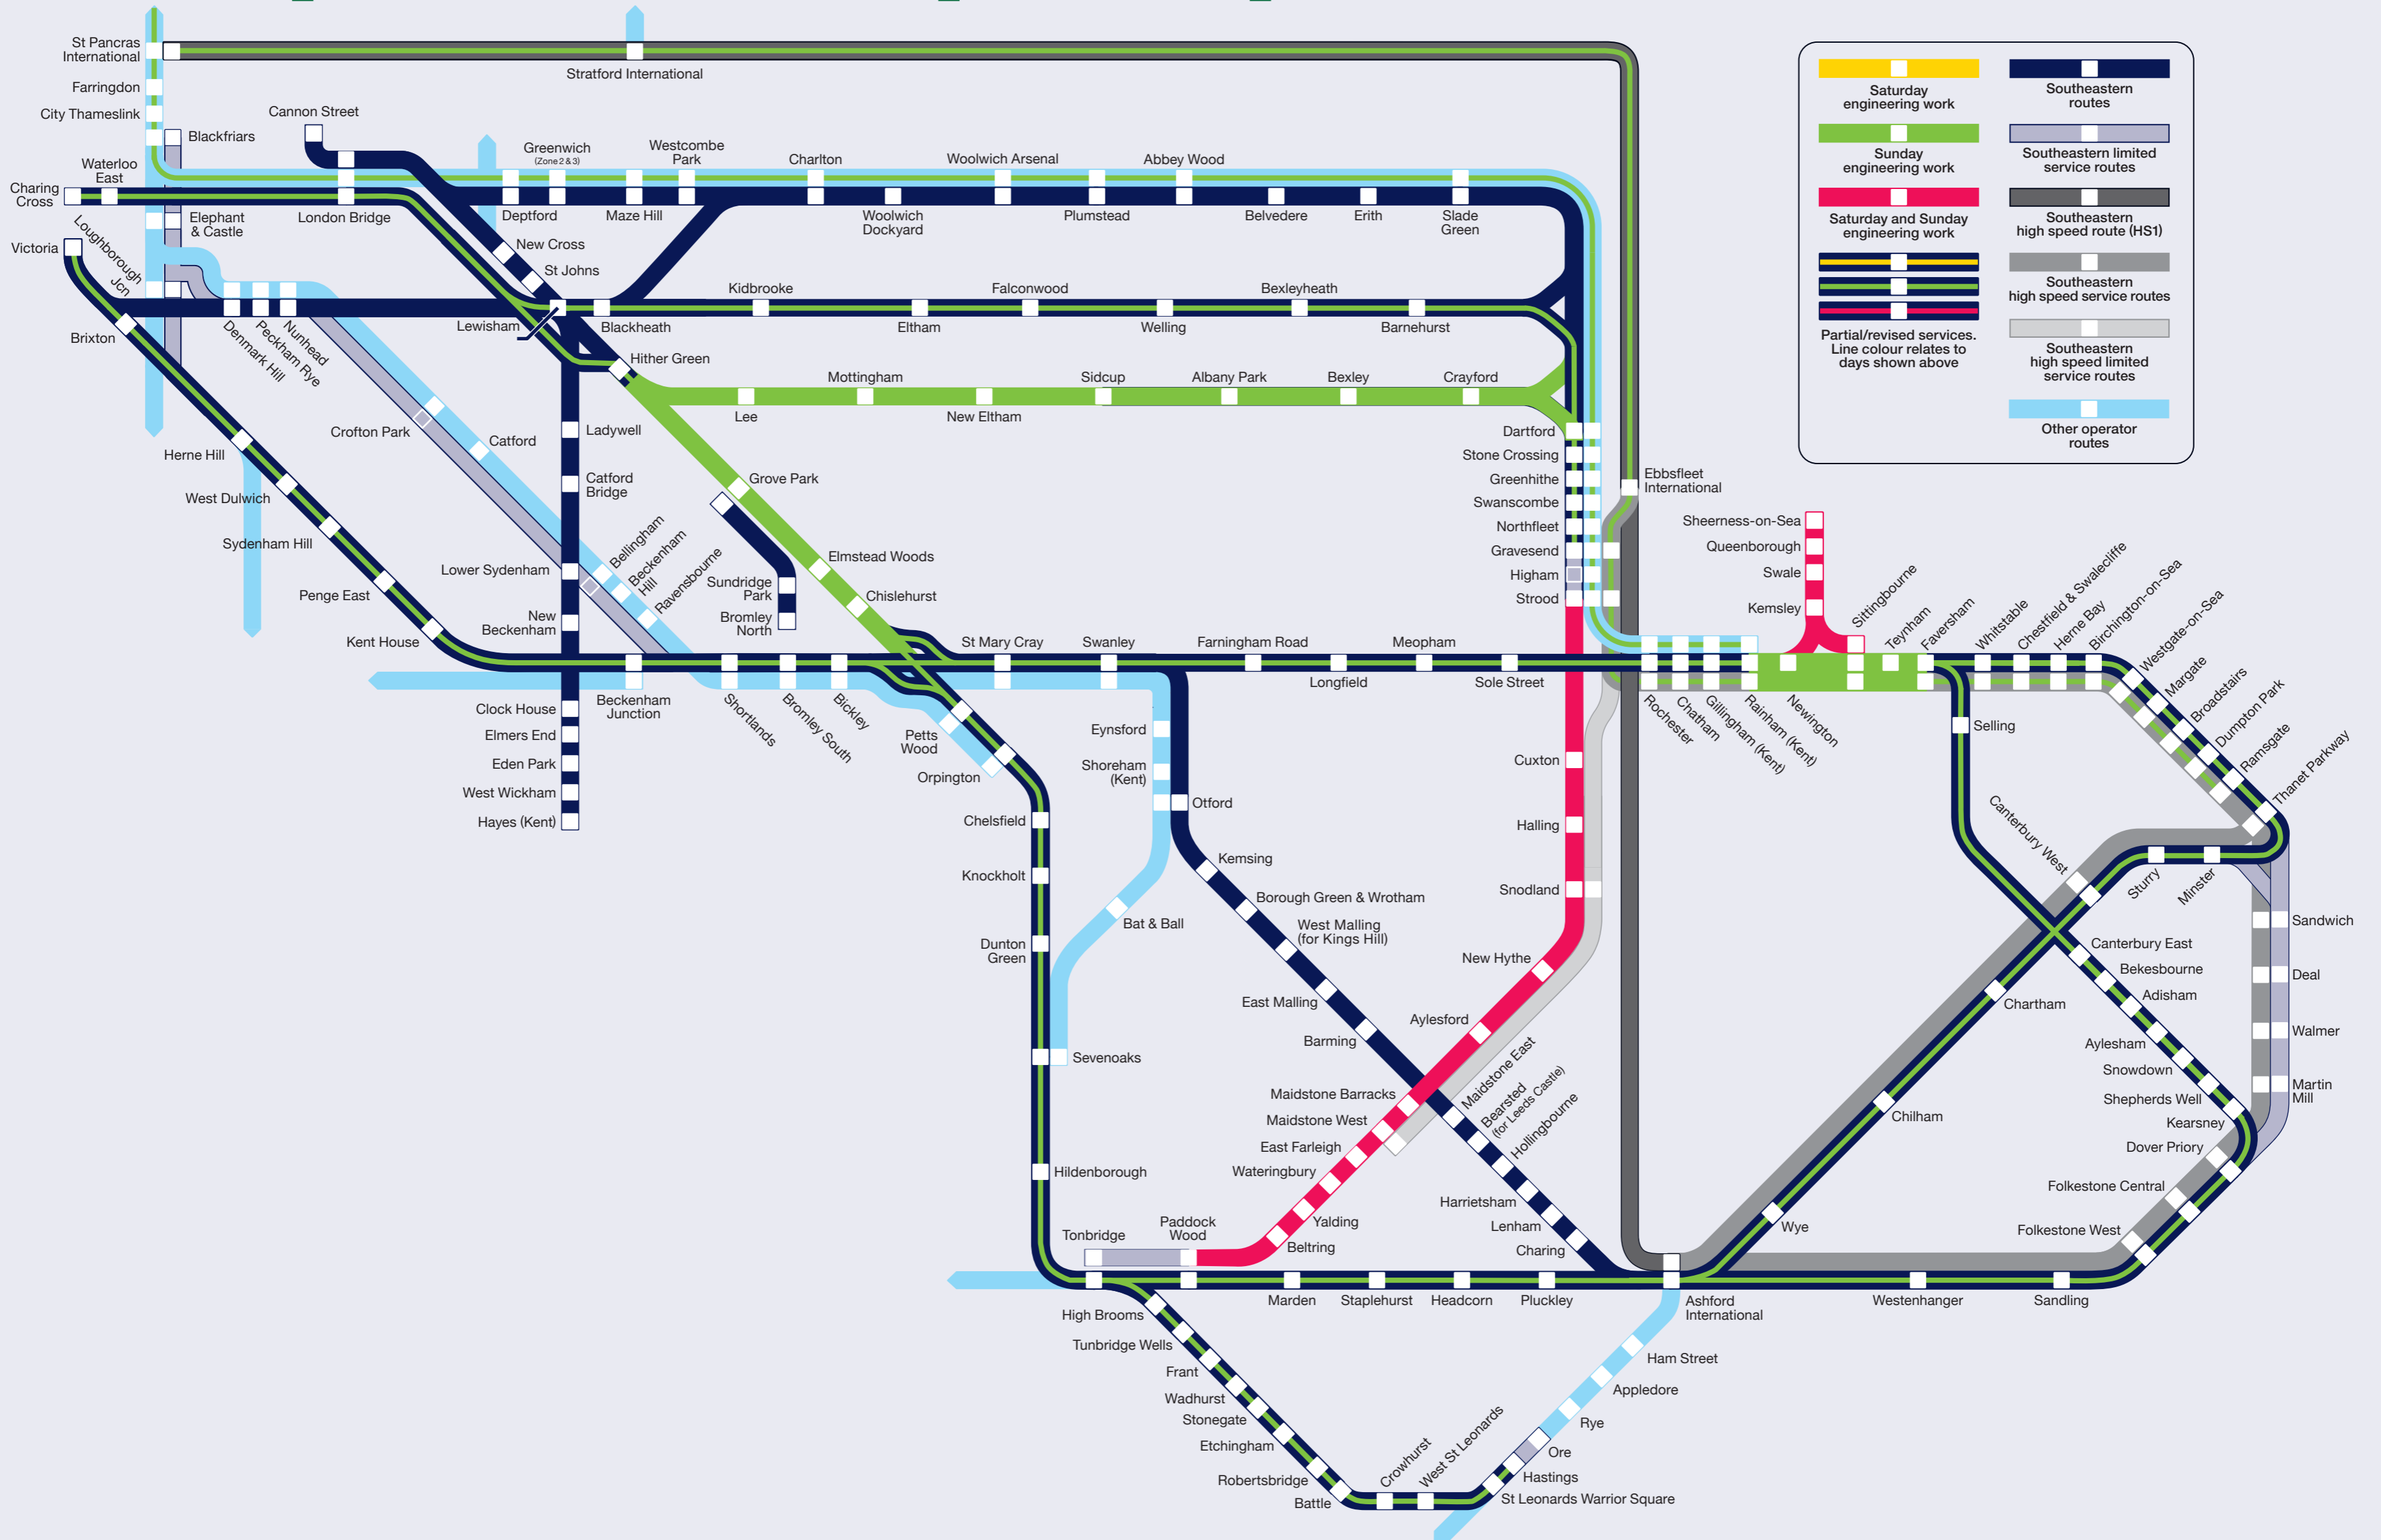 St Pancras
International
Stratford International
Farringdon
City Thameslink
Blackfriars
Cannon Street
Waterloo
East
Charing
Cross
London Bridge
Elephant
& Castle
Loughborough
Jcn
Victoria
Brixton
Denmark Hill
Peckham Rye
Nunhead
Greenwich
(Zone 2 & 3)
Westcombe
Park
Charlton
Woolwich Arsenal
Abbey Wood
Deptford
Maze Hill
Woolwich
Dockyard
Plumstead
Belvedere
Erith
Slade
Green
New Cross
St Johns
Lewisham
Blackheath
Kidbrooke
Eltham
Falconwood
Welling
Bexleyheath
Barnehurst
Hither Green
Lee
Mottingham
New Eltham
Sidcup
Albany Park
Bexley
Crayford
Dartford
Stone Crossing
Greenhithe
Swanscombe
Northfleet
Gravesend
Higham
Strood
Ebbsfleet
International
Crofton Park
Catford
Ladywell
Catford
Bridge
Herne Hill
West Dulwich
Sydenham Hill
Penge East
Kent House
Lower Sydenham
New
Beckenham
Bellingham
Beckenham
Hill
Ravensbourne
Grove Park
Sundridge
Park
Bromley
North
Elmstead Woods
Chislehurst
Clock House
Elmers End
Eden Park
West Wickham
Hayes (Kent)
Beckenham
Junction
Shortlands
Bromley South
Bickley
Petts
Wood
Orpington
St Mary Cray
Swanley
Farningham Road
Longfield
Meopham
Sole Street
Eynsford
Shoreham
(Kent)
Otford
Bat & Ball
Chelsfield
Knockholt
Dunton
Green
Sevenoaks
Hildenborough
Kemsing
Borough Green & Wrotham
West Malling
(for Kings Hill)
East Malling
Barming
Maidstone East
Bearsted
(for Leeds Castle)
Hollingbourne
Harrietsham
Lenham
Charing
Cuxton
Halling
Snodland
New Hythe
Aylesford
Maidstone Barracks
Maidstone West
East Farleigh
Wateringbury
Yalding
Beltring
Paddock
Wood
Tonbridge
Marden
Staplehurst
Headcorn
Pluckley
Ashford
International
Westenhanger
Sandling
Folkestone West
Folkestone Central
Dover Priory
Kearsney
Shepherds Well
Snowdown
Aylesham
Adisham
Bekesbourne
Canterbury East
Selling
Sheerness-on-Sea
Queenborough
Swale
Kemsley
Sittingbourne
Teynham
Faversham
Whitstable
Chestfield & Swalecliffe
Herne Bay
Birchington-on-Sea
Westgate-on-Sea
Margate
Broadstairs
Dumpton Park
Ramsgate
Thanet Parkway
Rochester
Chatham
Gillingham (Kent)
Rainham (Kent)
Newington
Canterbury West
Sturry
Minster
Sandwich
Deal
Walmer
Martin
Mill
Chartham
Chilham
Wye
High Brooms
Tunbridge Wells
Frant
Wadhurst
Stonegate
Etchingham
Robertsbridge
Battle
Crowhurst
West St Leonards
St Leonards Warrior Square
Hastings
Ore
Rye
Appledore
Ham Street
Saturday
engineering work
Sunday
engineering work
Saturday and Sunday
engineering work
Partial/revised services.
Line colour relates to
days shown above
Southeastern
routes
Southeastern limited
service routes
Southeastern
high speed route (HS1)
Southeastern
high speed service routes
Southeastern
high speed limited
service routes
Other operator
routes